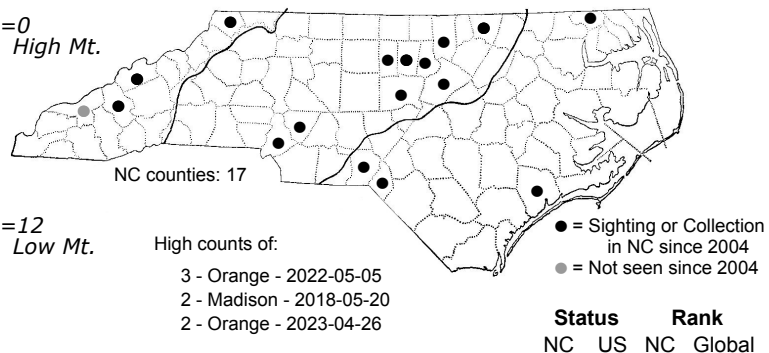 =0
High Mt.
NC counties: 17
=12
Low Mt.
High counts of:
3 - Orange - 2022-05-05
2 - Madison - 2018-05-20
2 - Orange - 2023-04-26
= Sighting or Collection
in NC since 2004
= Not seen since 2004
Status Rank
NC US NC Global